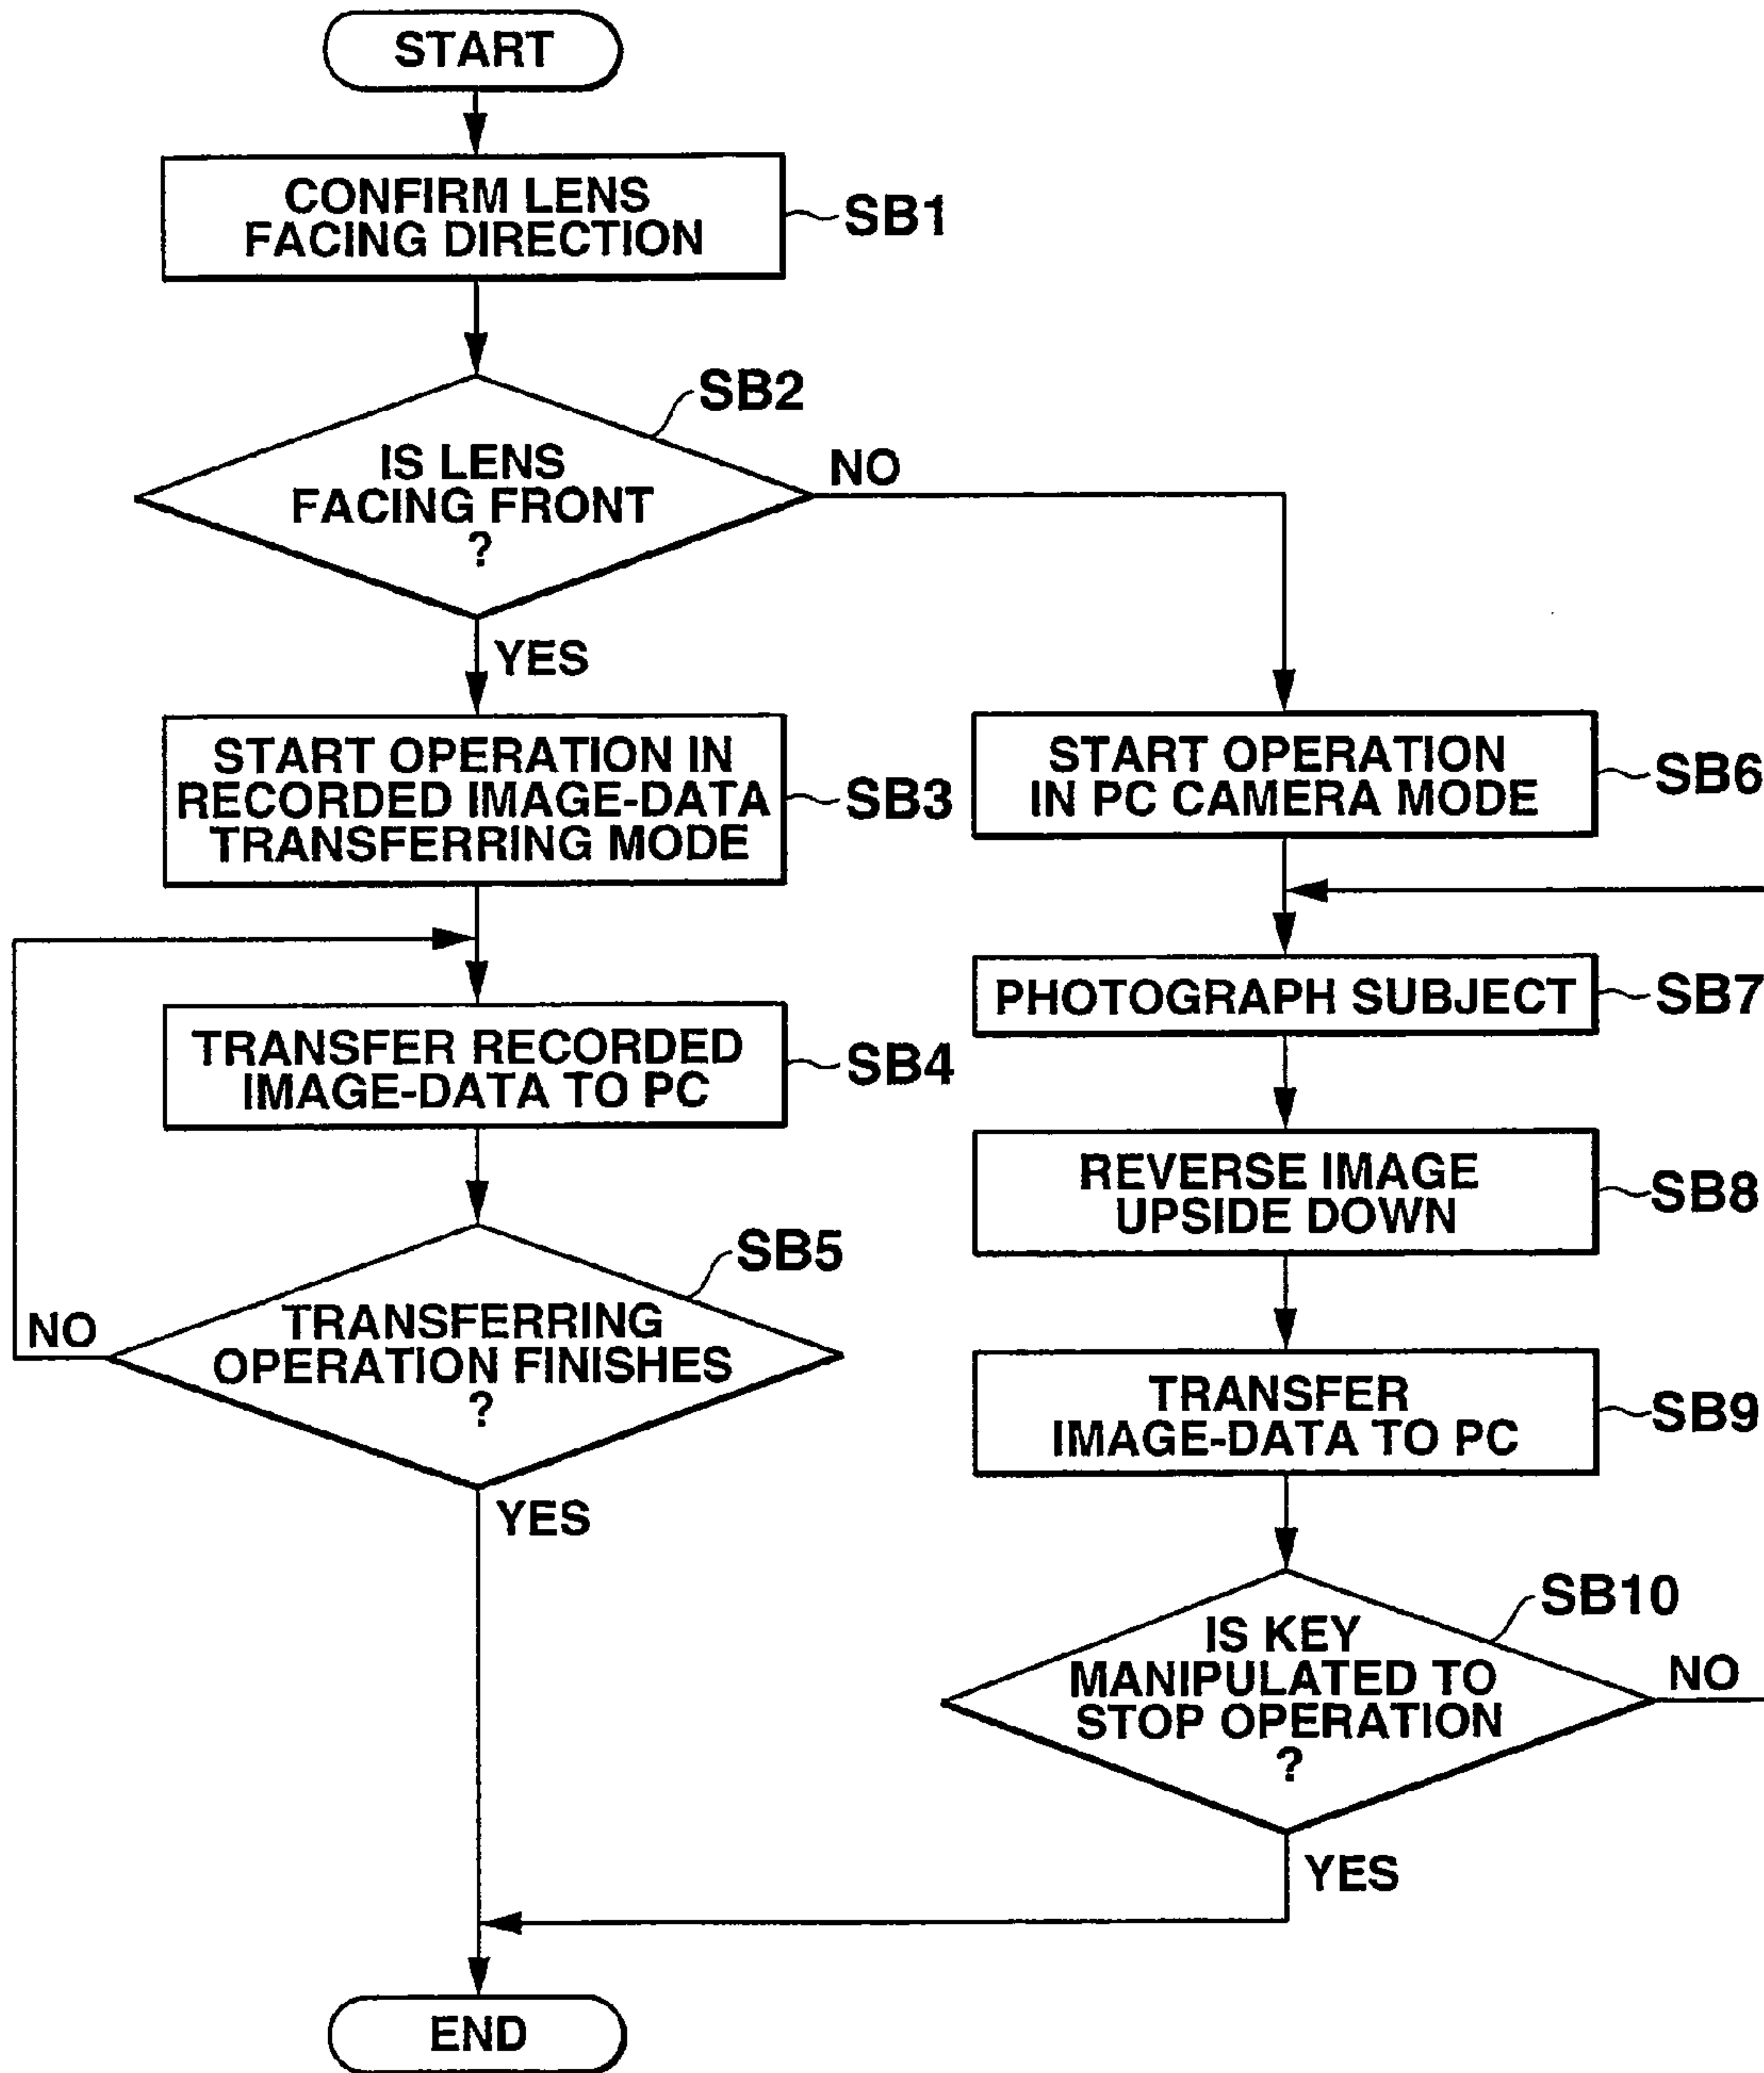 START
CONFIRM LENS
FACING DIRECTION
SB1
SB2
IS LENS
FACING FRONT
?
NO
YES
START OPERATION IN
RECORDED IMAGE-DATA
TRANSFERRING MODE
SB3
TRANSFER RECORDED
IMAGE-DATA TO PC
SB4
SB5
TRANSFERRING
OPERATION FINISHES
?
NO
YES
START OPERATION
IN PC CAMERA MODE
SB6
PHOTOGRAPH SUBJECT
SB7
REVERSE IMAGE
UPSIDE DOWN
SB8
TRANSFER
IMAGE-DATA TO PC
SB9
SB10
IS KEY
MANIPULATED TO
STOP OPERATION
?
NO
YES
END